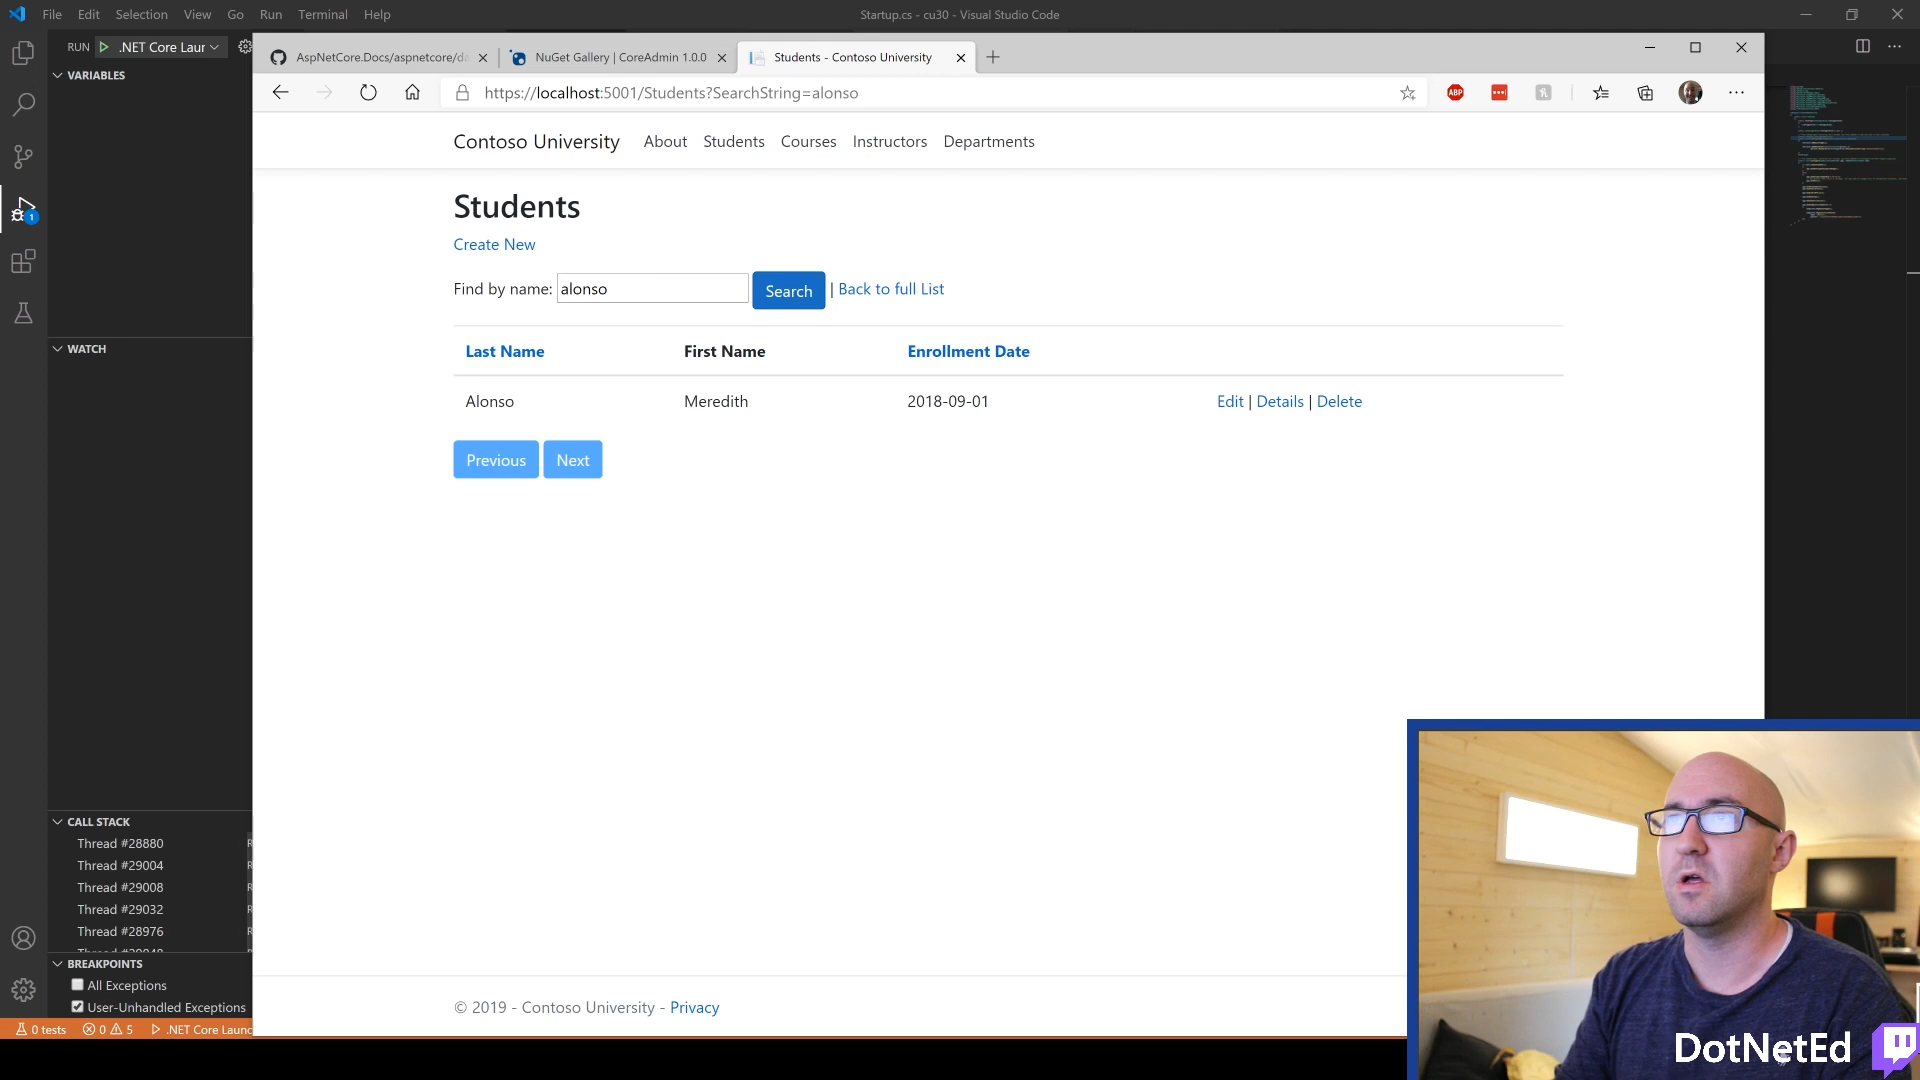 File Edit Selection View Go Run Terminal Help
Startup.cs - cu30 - Visual Studio Code
RUN .NET Core Laur
VARIABLES
WATCH
CALL STACK
Thread #28880
Thread #29004
Thread #29008
Thread #29032
Thread #28976
BREAKPOINTS
All Exceptions
User-Unhandled Exceptions
0 tests 0 5 .NET Core Launc
1
AspNetCore.Docs/aspnetcore/da
NuGet Gallery | CoreAdmin 1.0.0
Students - Contoso University
https://localhost:5001/Students?SearchString=alonso
ABP
Contoso University About Students Courses Instructors Departments
Students
Create New
Find by name: alonso Search | Back to full List
Last Name First Name Enrollment Date
Alonso Meredith 2018-09-01 Edit | Details | Delete
Previous Next
© 2019 - Contoso University - Privacy
DotNetEd